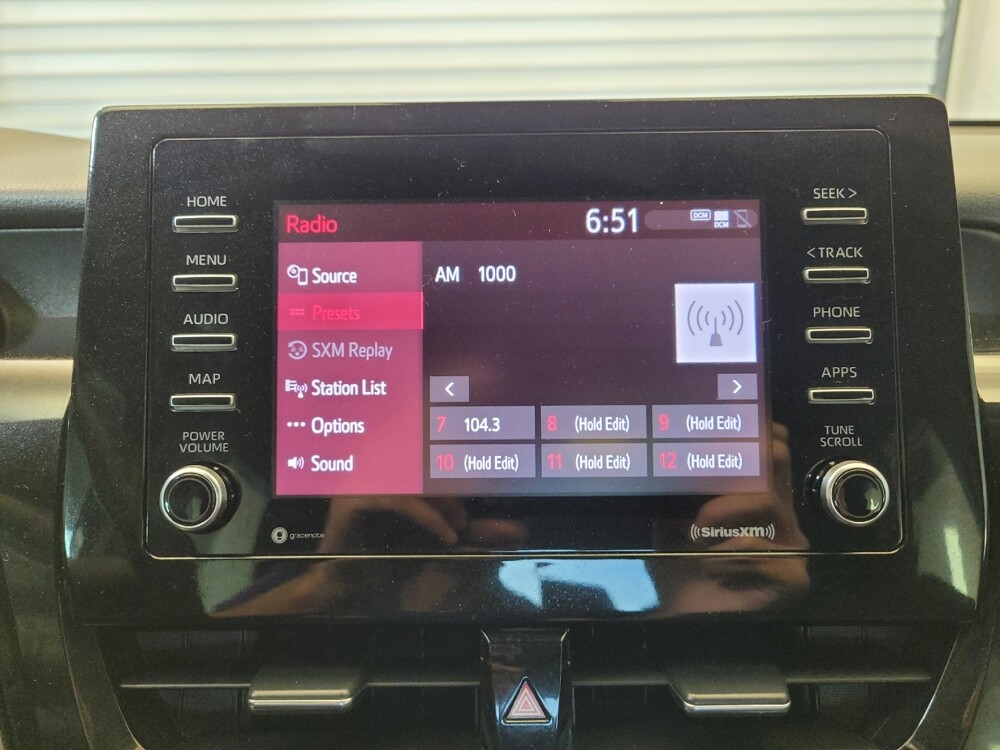 HOME
MENU
AUDIO
MAP
POWER
VOLUME
Radio
6:51
DCM
DCM
Source
Presets
SXM Replay
Station List
Options
Sound
AM 1000
<
>
7 104.3
8 (Hold Edit)
9 (Hold Edit)
10 (Hold Edit)
11 (Hold Edit)
12 (Hold Edit)
SEEK >
< TRACK
PHONE
APPS
TUNE
SCROLL
gracenote
((SiriusXM))